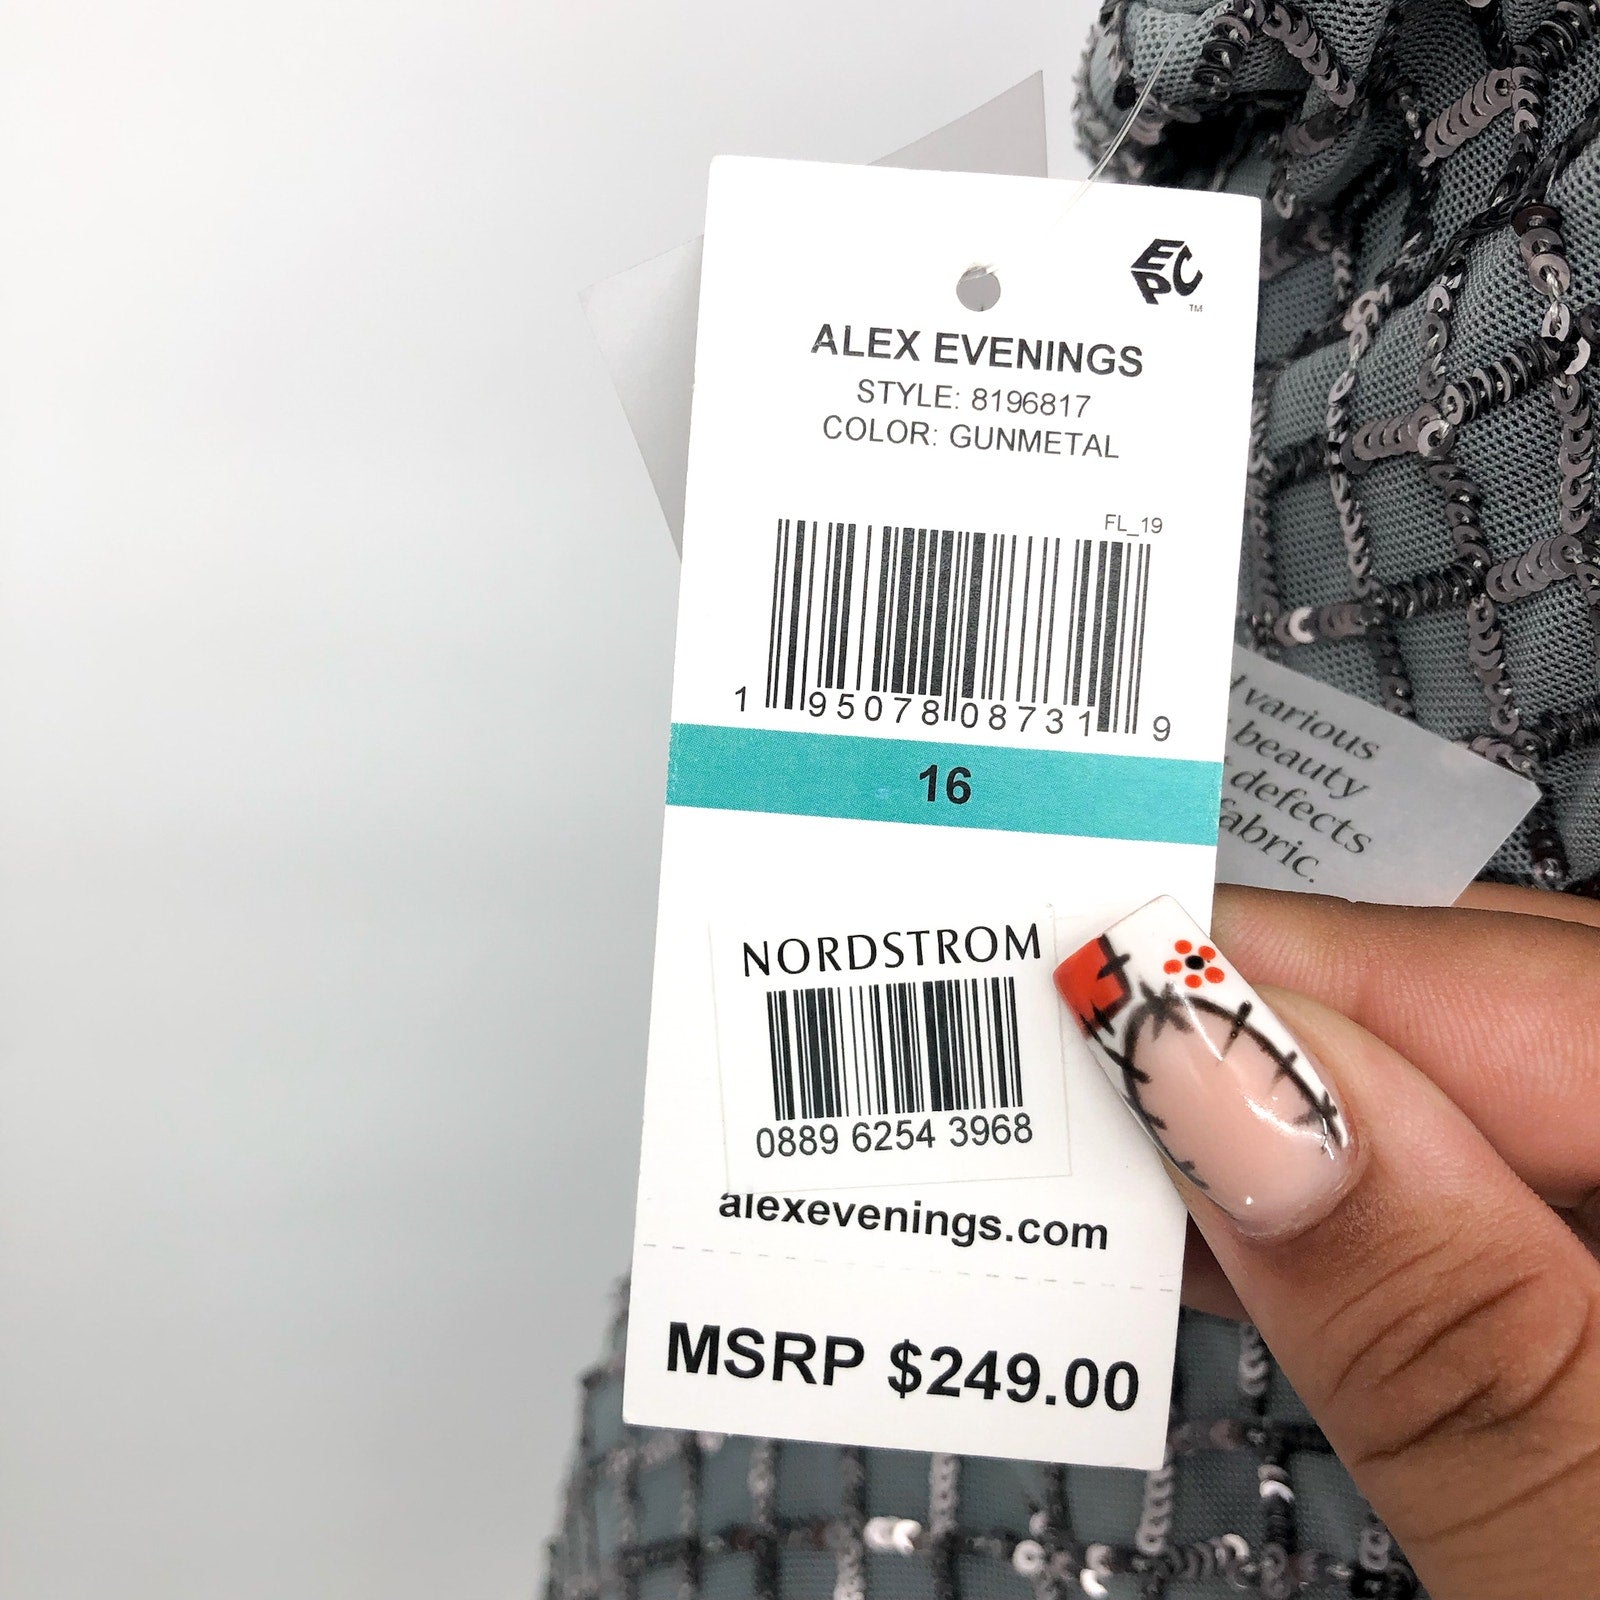 EPC
TM
ALEX EVENINGS
STYLE: 8196817
COLOR: GUNMETAL
FL_19
1 95078 08731 9
16
NORDSTROM
0889 6254 3968
alexevenings.com
MSRP $249.00
various
beauty
defects